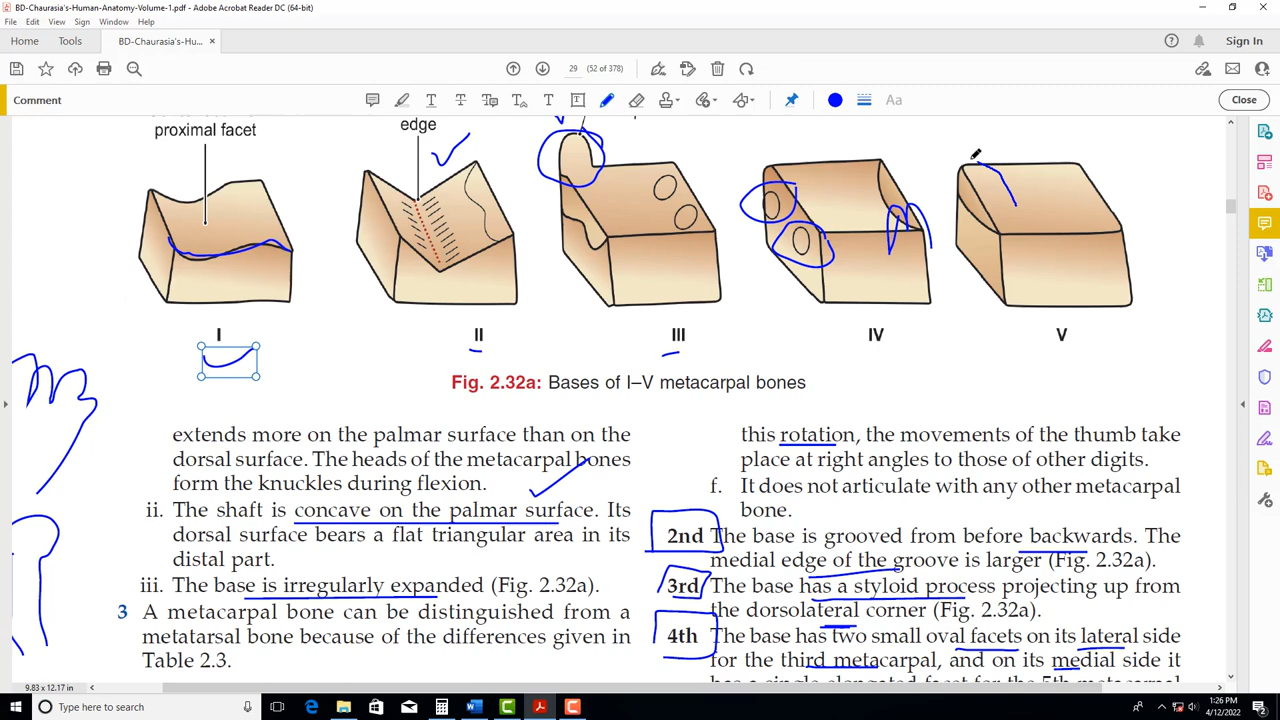 BD-Chaurasia's-Human-Anatomy-Volume-1.pdf - Adobe Acrobat Reader DC (64-bit)
File Edit View Sign Window Help
Home Tools BD-Chaurasia's-Hu... × Sign In
29 (52 of 378)
Comment Aa Close
proximal facet
edge
I II III IV V
Fig. 2.32a: Bases of I–V metacarpal bones
extends more on the palmar surface than on the
dorsal surface. The heads of the metacarpal bones
form the knuckles during flexion.
ii. The shaft is concave on the palmar surface. Its
dorsal surface bears a flat triangular area in its
distal part.
iii. The base is irregularly expanded (Fig. 2.32a).
3 A metacarpal bone can be distinguished from a
metatarsal bone because of the differences given in
Table 2.3.
this rotation, the movements of the thumb take
place at right angles to those of other digits.
f. It does not articulate with any other metacarpal
bone.
2nd The base is grooved from before backwards. The
medial edge of the groove is larger (Fig. 2.32a).
3rd The base has a styloid process projecting up from
the dorsolateral corner (Fig. 2.32a).
4th The base has two small oval facets on its lateral side
for the third metacarpal, and on its medial side it
has a single elongated facet for the 5th metacarpal
9.83 x 12.17 in
Type here to search
1:26 PM
4/12/2022